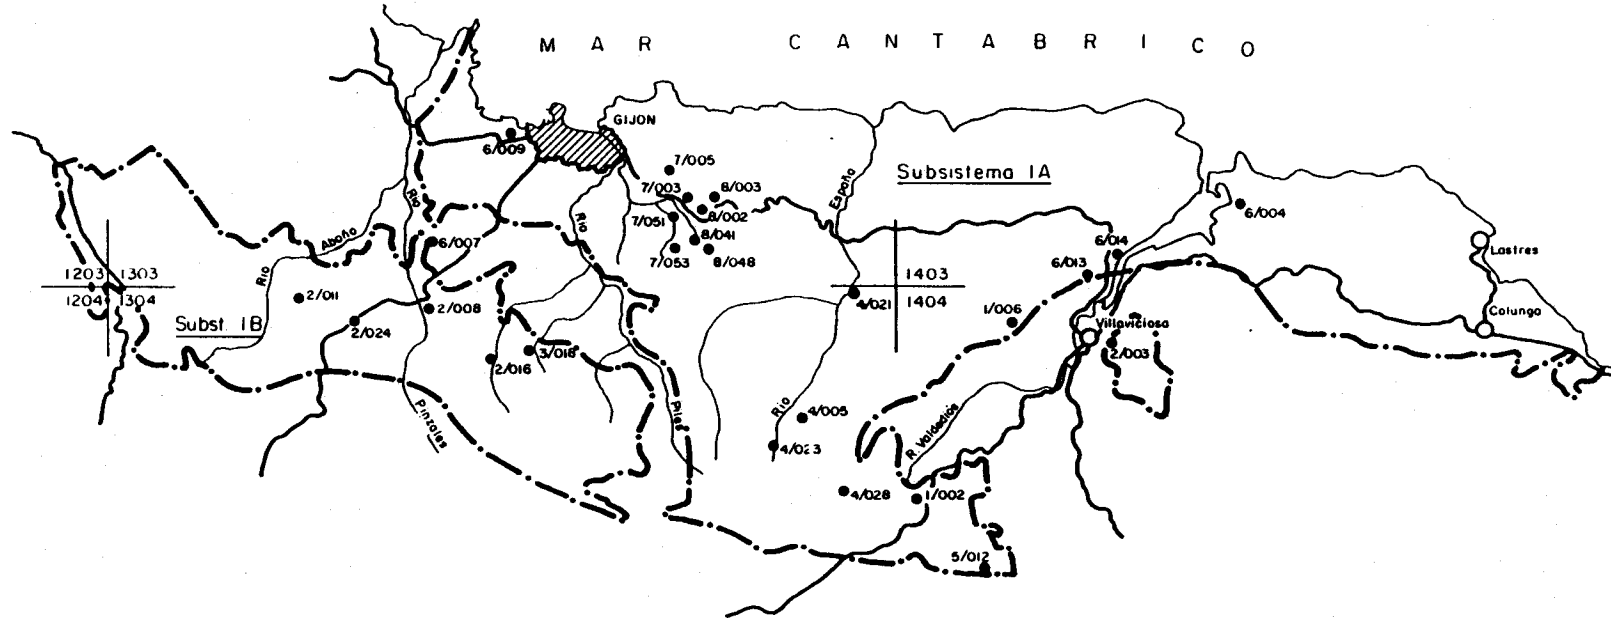 MAR CANTABRICO
GIJON
6/009
7/005
Subsistema 1A
España
7/003
8/003
8/002
7/051
8/041
7/053
8/048
6/004
6/014
6/013
Rio
Aboño
Rio
Rio
6/007
Lastres
1203 1303
1204 1304
1403
1404
2/011
2/008
4/021
1/006
Subst. 1B
2/024
Villaviciosa
Colunga
2/003
3/018
2/016
Pinzales
Piles
Rio
4/005
4/023
R. Valdedios
4/028
1/002
5/012